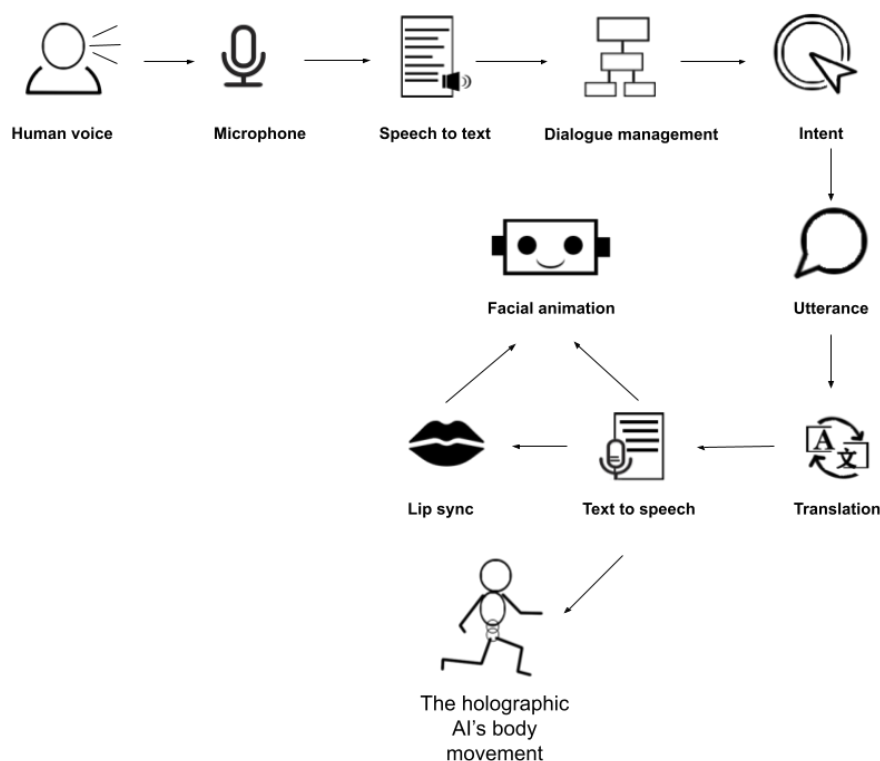 Human voice
Microphone
Speech to text
Dialogue management
Intent
Facial animation
Utterance
A
文
Lip sync
Text to speech
Translation
The holographic
AI’s body
movement